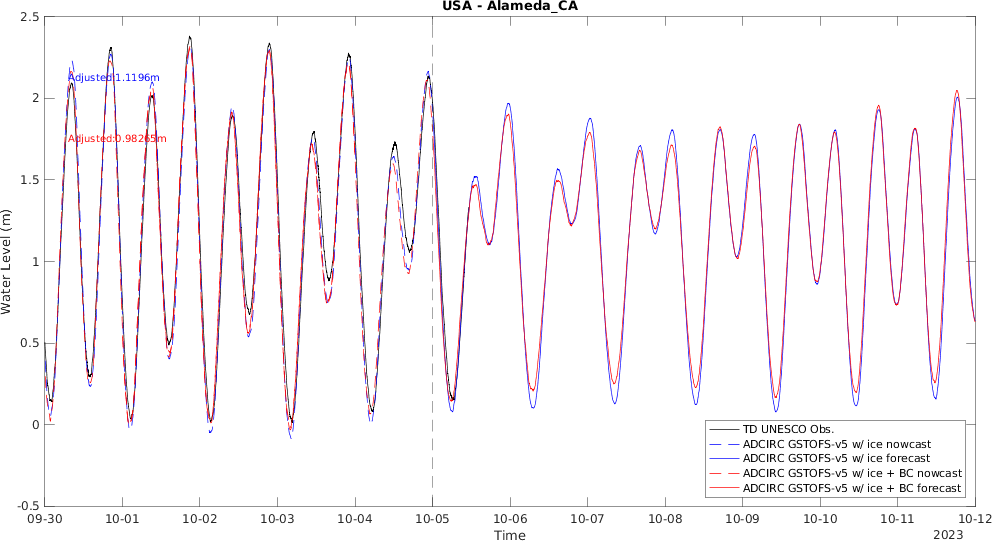 USA - Alameda_CA
2.5
2
1.5
1
0.5
0
-0.5
Water Level (m)
Adjusted:1.1196m
Adjusted:0.98265m
TD UNESCO Obs.
ADCIRC GSTOFS-v5 w/ ice nowcast
ADCIRC GSTOFS-v5 w/ ice forecast
ADCIRC GSTOFS-v5 w/ ice + BC nowcast
ADCIRC GSTOFS-v5 w/ ice + BC forecast
09-30 10-01 10-02 10-03 10-04 10-05 10-06 10-07 10-08 10-09 10-10 10-11 10-12
Time
2023